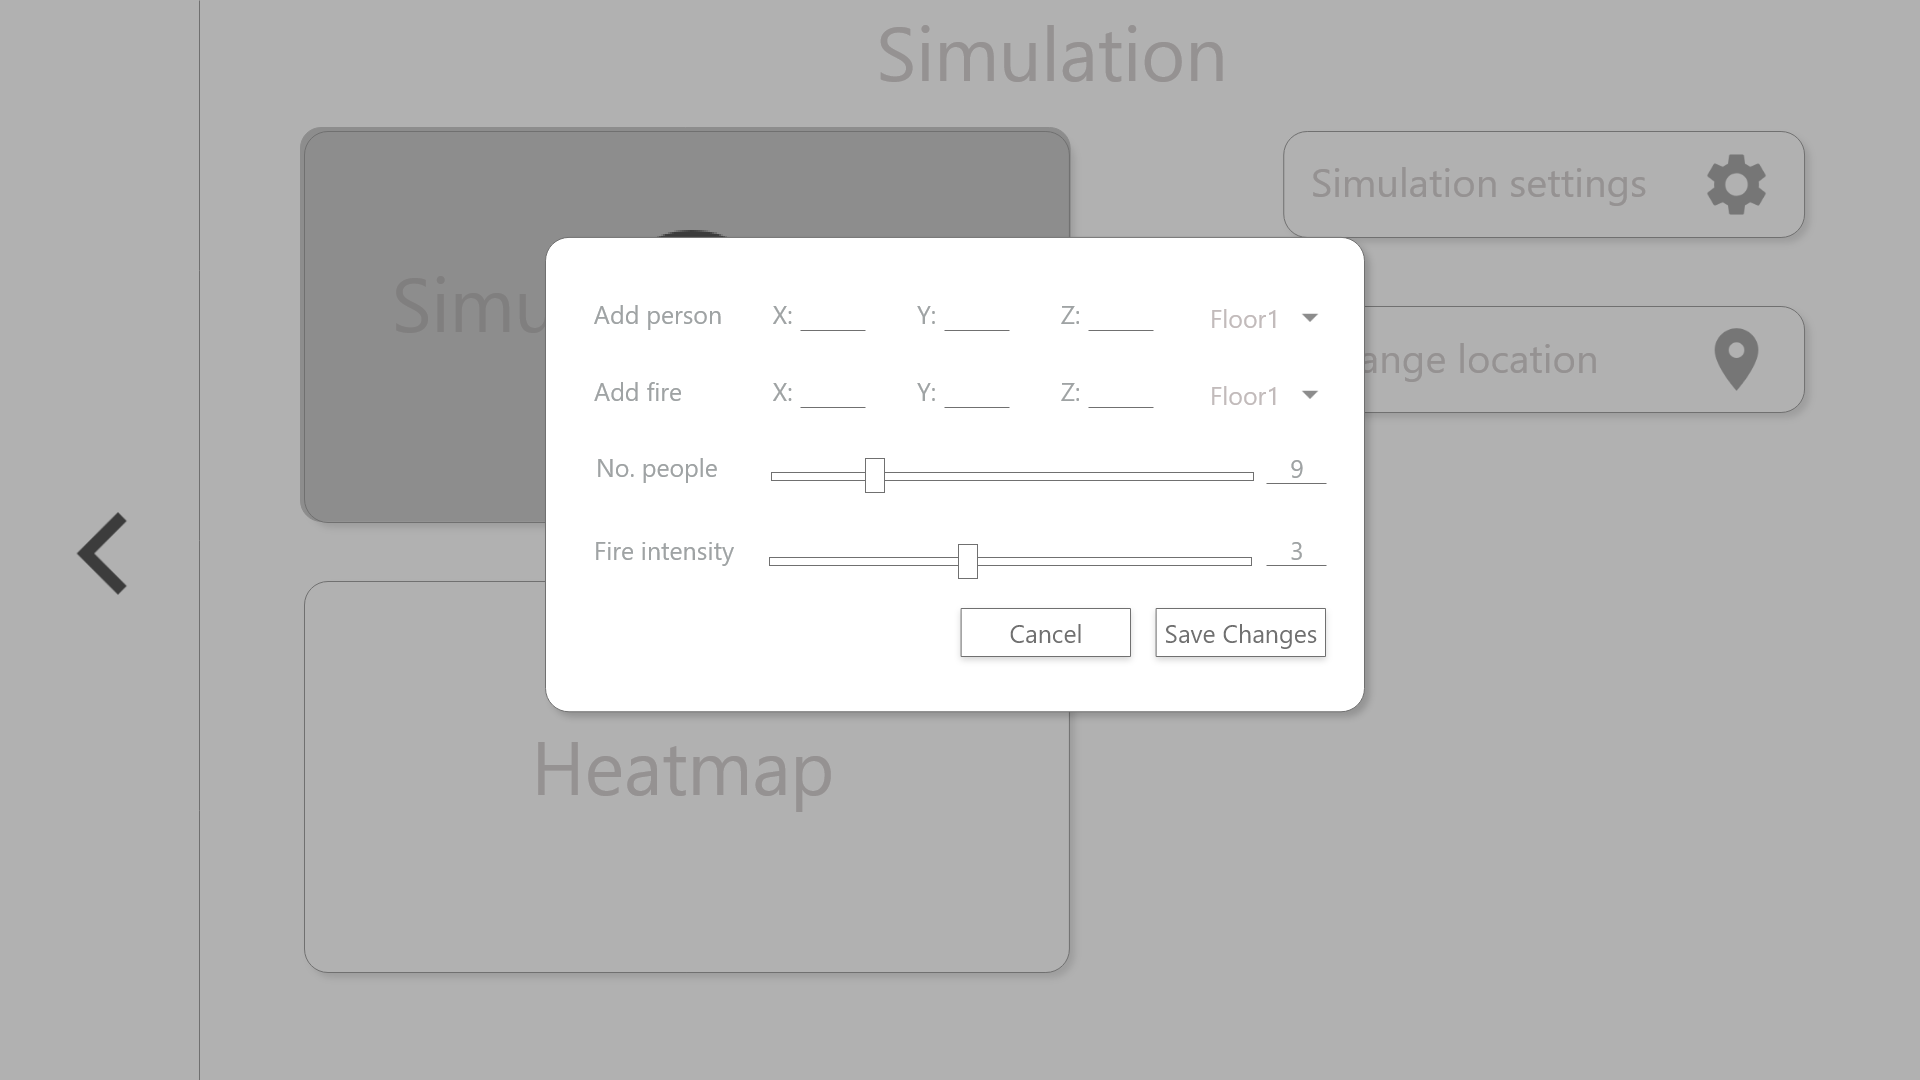 Simulation
Simulation settings
Simu
ange location
Add person X: Y: Z: Floor1
Add fire X: Y: Z: Floor1
No. people 9
Fire intensity 3
Cancel Save Changes
Heatmap